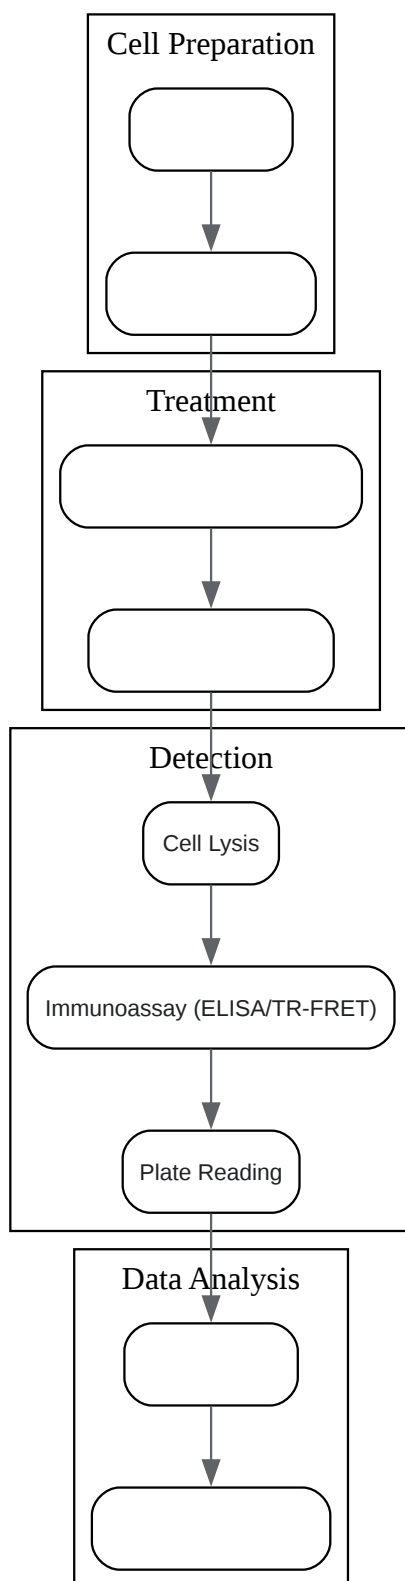 Cell Preparation
Treatment
Detection
Cell Lysis
Immunoassay (ELISA/TR-FRET)
Plate Reading
Data Analysis